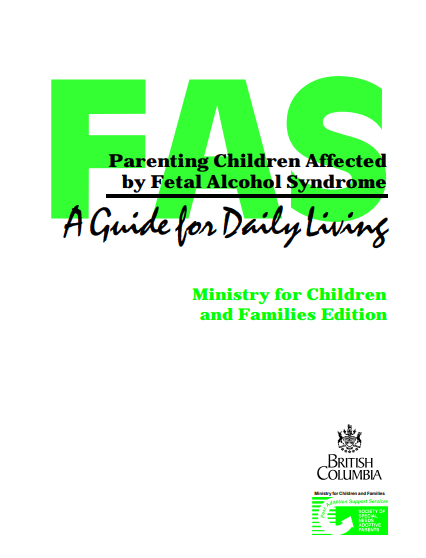 FAS
Parenting Children Affected
by Fetal Alcohol Syndrome
A Guide for Daily Living
Ministry for Children
and Families Edition
BRITISH
COLUMBIA
Ministry for Children and Families
Adoption Support Services
SOCIETY OF
SPECIAL
NEEDS
ADOPTIVE
PARENTS